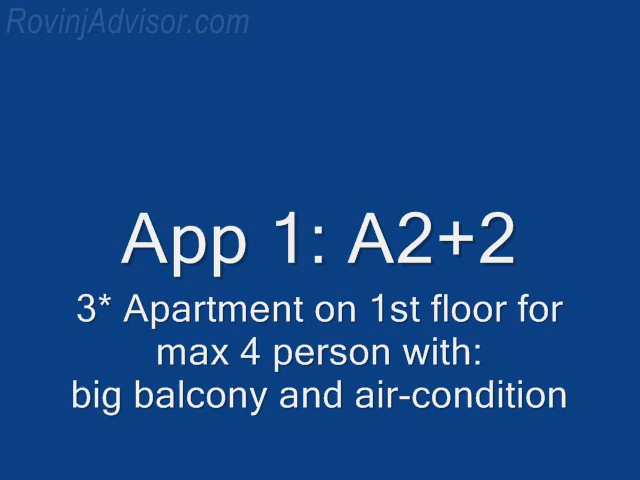 RovinjAdvisor.com
App 1: A2+2
3* Apartment on 1st floor for
max 4 person with:
big balcony and air-condition